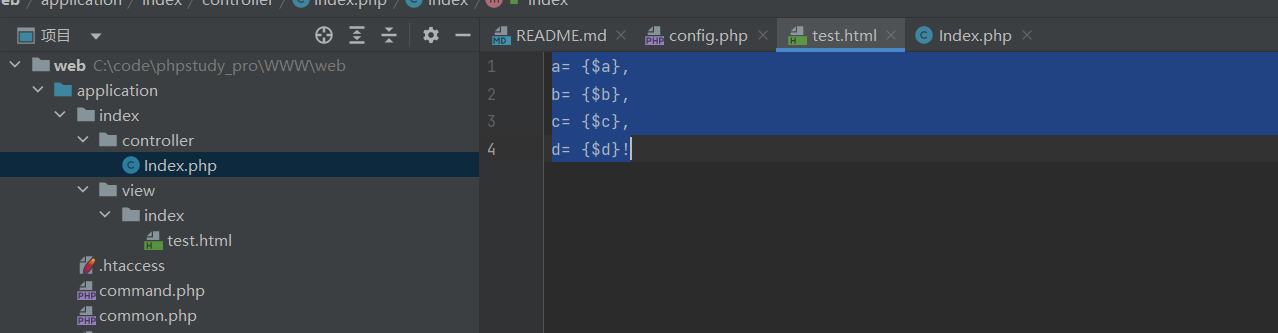 eb / application / index / controller / Index.php / Index / m index
项目
README.md
config.php
test.html
Index.php
web C:\code\phpstudy_pro\WWW\web
application
index
controller
Index.php
view
index
test.html
.htaccess
command.php
common.php
1 a= {$a},
2 b= {$b},
3 c= {$c},
4 d= {$d}!